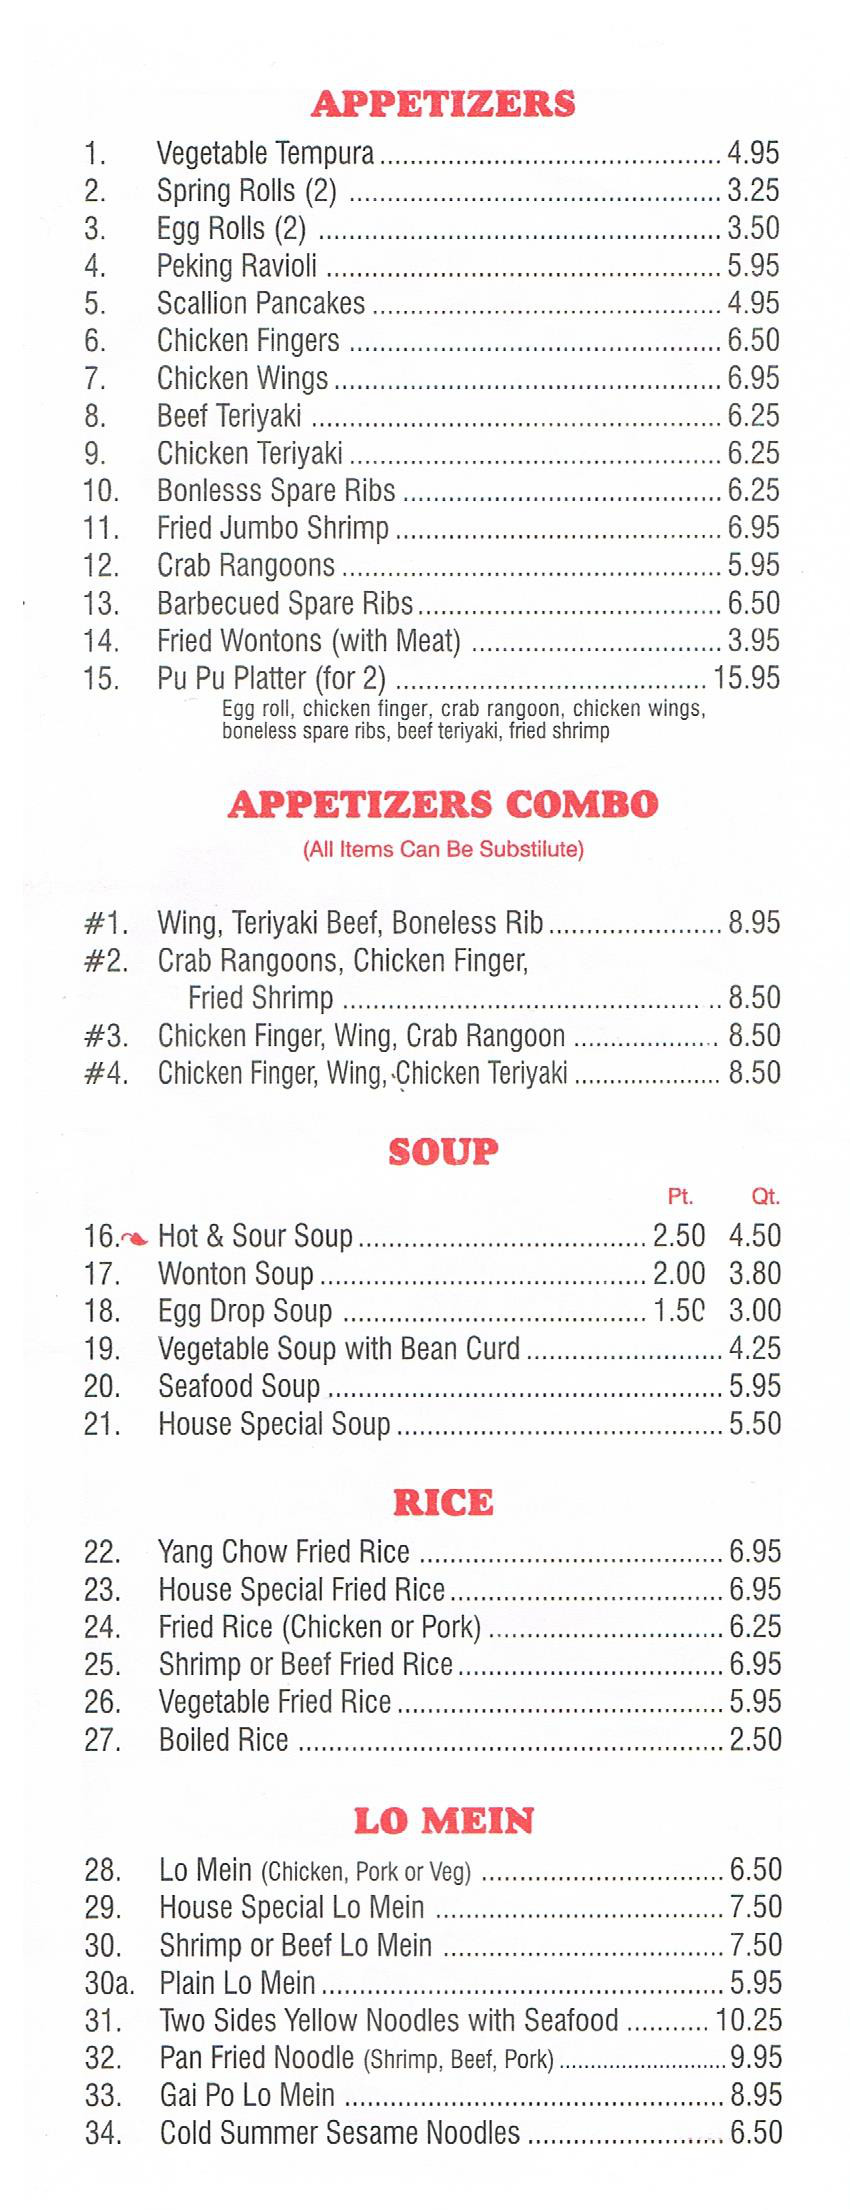 APPETIZERS
1. Vegetable Tempura 4.95
2. Spring Rolls (2) 3.25
3. Egg Rolls (2) 3.50
4. Peking Ravioli 5.95
5. Scallion Pancakes 4.95
6. Chicken Fingers 6.50
7. Chicken Wings 6.95
8. Beef Teriyaki 6.25
9. Chicken Teriyaki 6.25
10. Bonlesss Spare Ribs 6.25
11. Fried Jumbo Shrimp 6.95
12. Crab Rangoons 5.95
13. Barbecued Spare Ribs 6.50
14. Fried Wontons (with Meat) 3.95
15. Pu Pu Platter (for 2) 15.95
Egg roll, chicken finger, crab rangoon, chicken wings,
boneless spare ribs, beef teriyaki, fried shrimp
APPETIZERS COMBO
(All Items Can Be Substilute)
#1. Wing, Teriyaki Beef, Boneless Rib 8.95
#2. Crab Rangoons, Chicken Finger,
Fried Shrimp 8.50
#3. Chicken Finger, Wing, Crab Rangoon 8.50
#4. Chicken Finger, Wing, Chicken Teriyaki 8.50
SOUP
Pt. Qt.
16. Hot & Sour Soup 2.50 4.50
17. Wonton Soup 2.00 3.80
18. Egg Drop Soup 1.50 3.00
19. Vegetable Soup with Bean Curd 4.25
20. Seafood Soup 5.95
21. House Special Soup 5.50
RICE
22. Yang Chow Fried Rice 6.95
23. House Special Fried Rice 6.95
24. Fried Rice (Chicken or Pork) 6.25
25. Shrimp or Beef Fried Rice 6.95
26. Vegetable Fried Rice 5.95
27. Boiled Rice 2.50
LO MEIN
28. Lo Mein (Chicken, Pork or Veg) 6.50
29. House Special Lo Mein 7.50
30. Shrimp or Beef Lo Mein 7.50
30a. Plain Lo Mein 5.95
31. Two Sides Yellow Noodles with Seafood 10.25
32. Pan Fried Noodle (Shrimp, Beef, Pork) 9.95
33. Gai Po Lo Mein 8.95
34. Cold Summer Sesame Noodles 6.50